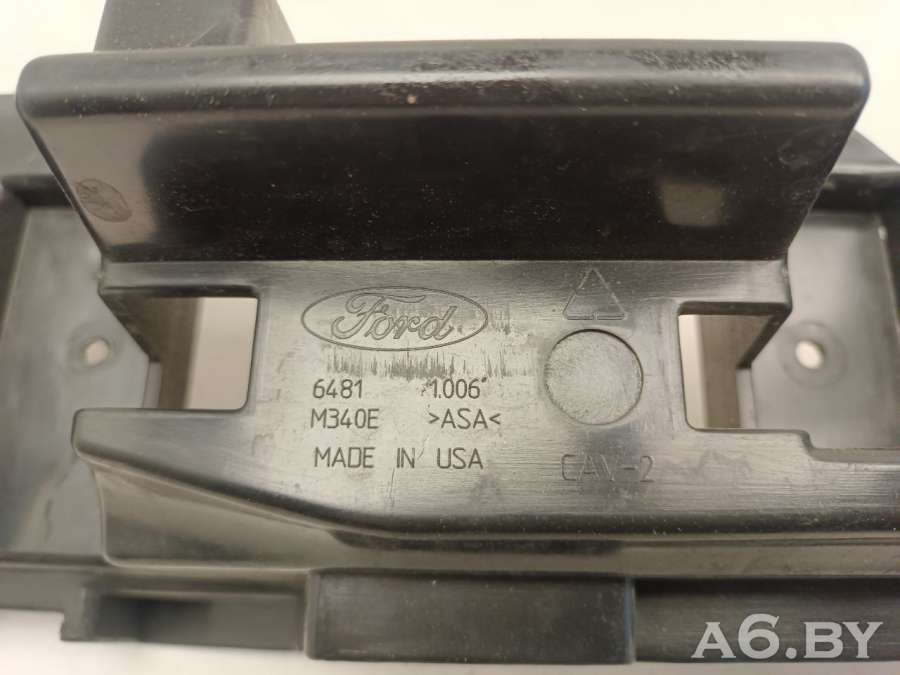 Ford
6481 1.006"
M340E >ASA<
MADE IN USA
CAV-2
A6.BY